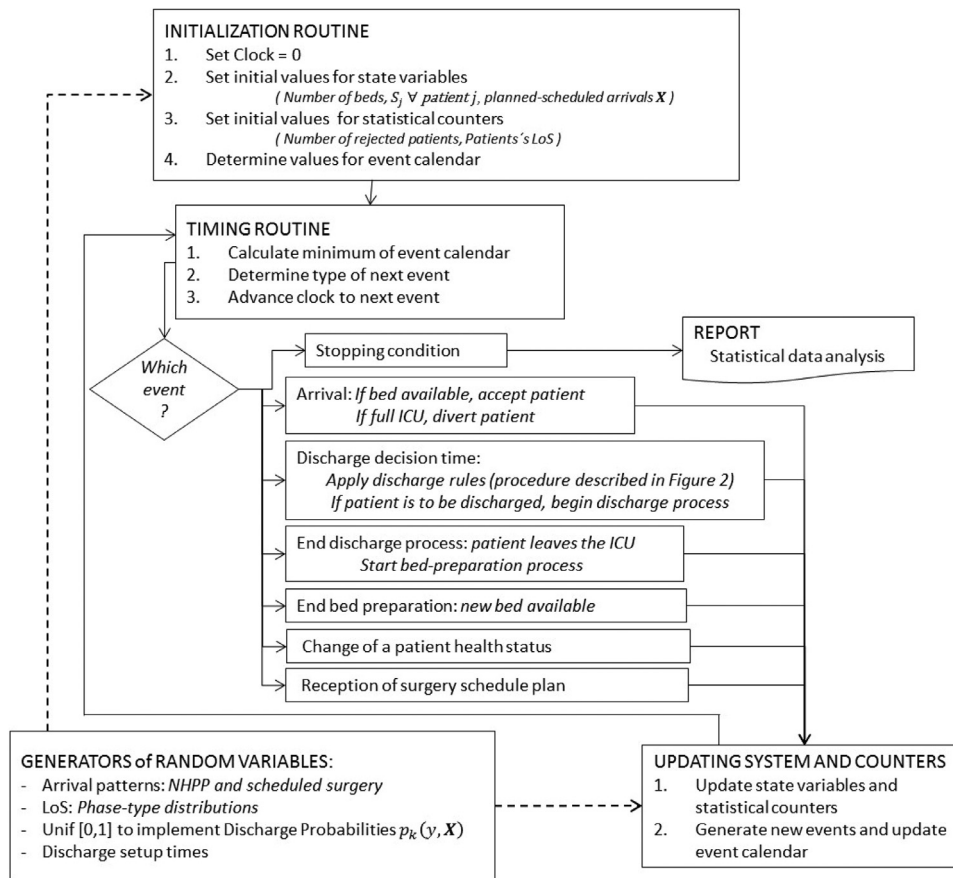 INITIALIZATION ROUTINE
1. Set Clock = 0
2. Set initial values for state variables
( Number of beds, S_j ∀ patient j, planned-scheduled arrivals X )
3. Set initial values for statistical counters
( Number of rejected patients, Patients´s LoS )
4. Determine values for event calendar
TIMING ROUTINE
1. Calculate minimum of event calendar
2. Determine type of next event
3. Advance clock to next event
Which
event
?
Stopping condition
REPORT
Statistical data analysis
Arrival: If bed available, accept patient
If full ICU, divert patient
Discharge decision time:
Apply discharge rules (procedure described in Figure 2)
If patient is to be discharged, begin discharge process
End discharge process: patient leaves the ICU
Start bed-preparation process
End bed preparation: new bed available
Change of a patient health status
Reception of surgery schedule plan
GENERATORS of RANDOM VARIABLES:
- Arrival patterns: NHPP and scheduled surgery
- LoS: Phase-type distributions
- Unif [0,1] to implement Discharge Probabilities p_k(y, X)
- Discharge setup times
UPDATING SYSTEM AND COUNTERS
1. Update state variables and
statistical counters
2. Generate new events and update
event calendar